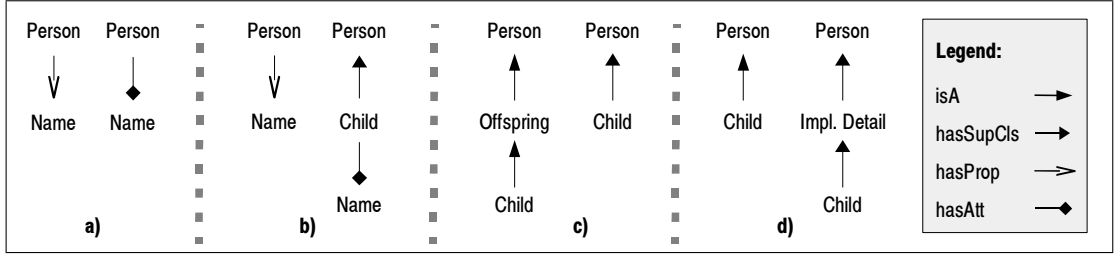 Person Person
Name Name
a)
Person Person
Name Child
Name
b)
Person Person
Offspring Child
Child
c)
Person Person
Child Impl. Detail
Child
d)
Legend:
isA
hasSupCls
hasProp
hasAtt